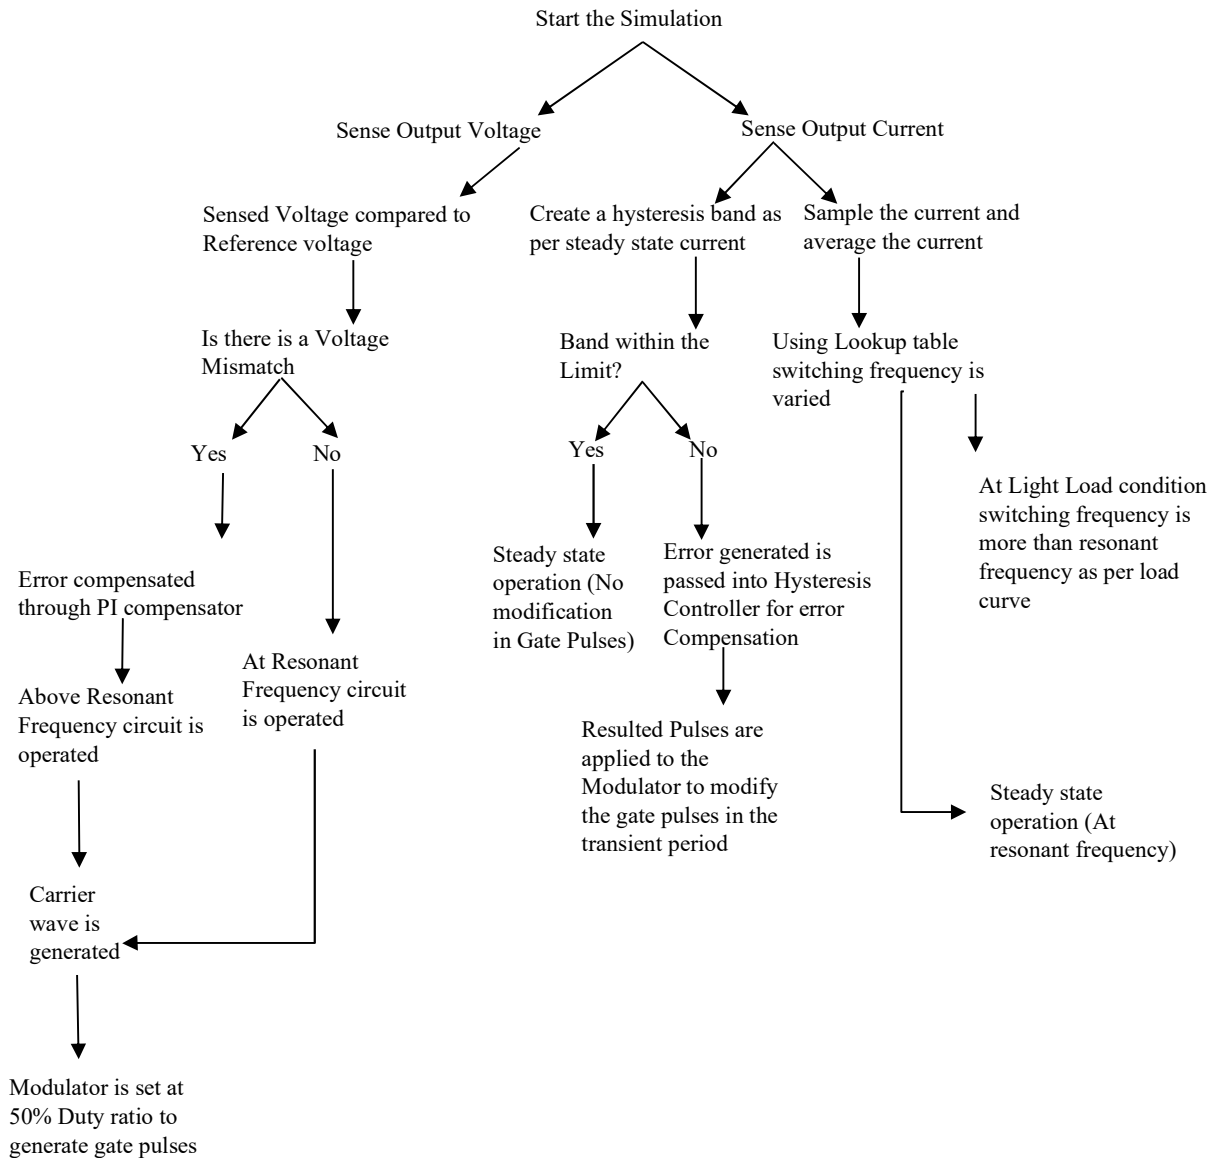 Start the Simulation
Sense Output Voltage
Sense Output Current
Sensed Voltage compared to
Reference voltage
Create a hysteresis band as
per steady state current
Sample the current and
average the current
Is there is a Voltage
Mismatch
Band within the
Limit?
Using Lookup table
switching frequency is
varied
Yes
No
Yes
No
At Light Load condition
switching frequency is
more than resonant
frequency as per load
curve
Steady state
operation (No
modification
in Gate Pulses)
Error generated is
passed into Hysteresis
Controller for error
Compensation
Error compensated
through PI compensator
At Resonant
Frequency circuit
is operated
Above Resonant
Frequency circuit is
operated
Resulted Pulses are
applied to the
Modulator to modify
the gate pulses in the
transient period
Steady state
operation (At
resonant frequency)
Carrier
wave is
generated
Modulator is set at
50% Duty ratio to
generate gate pulses